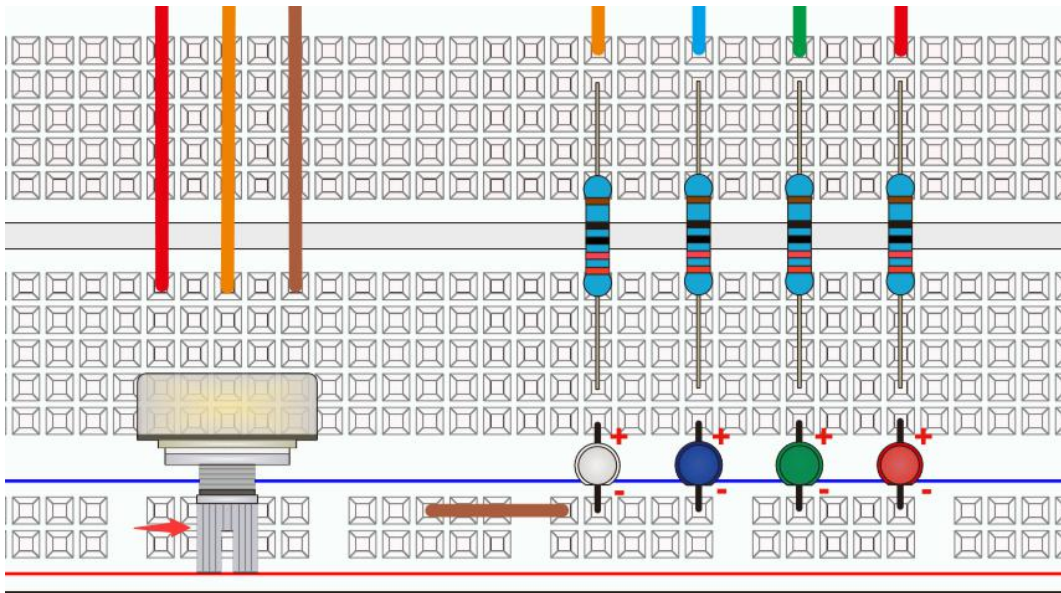 + + + +
- - - -